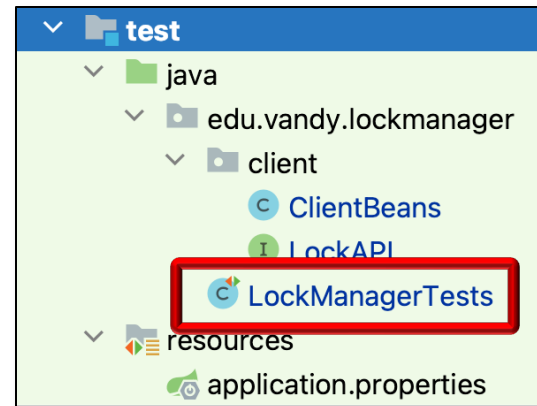 test
java
edu.vandy.lockmanager
client
C ClientBeans
I LockAPI
C LockManagerTests
resources
application.properties